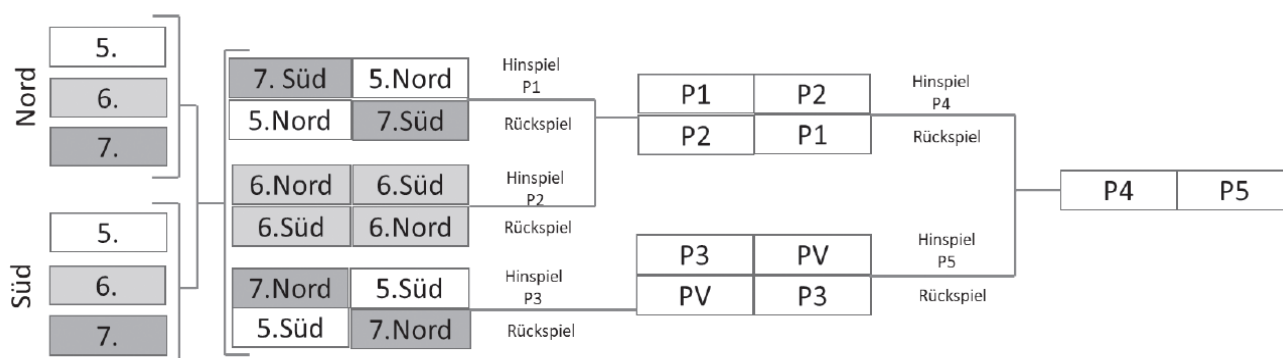 Nord
5.
6.
7.
Süd
5.
6.
7.
7. Süd 5.Nord
5.Nord 7.Süd
Hinspiel
P1
Rückspiel
6.Nord 6.Süd
6.Süd 6.Nord
Hinspiel
P2
Rückspiel
7.Nord 5.Süd
5.Süd 7.Nord
Hinspiel
P3
Rückspiel
P1 P2
P2 P1
Hinspiel
P4
Rückspiel
P3 PV
PV P3
Hinspiel
P5
Rückspiel
P4 P5